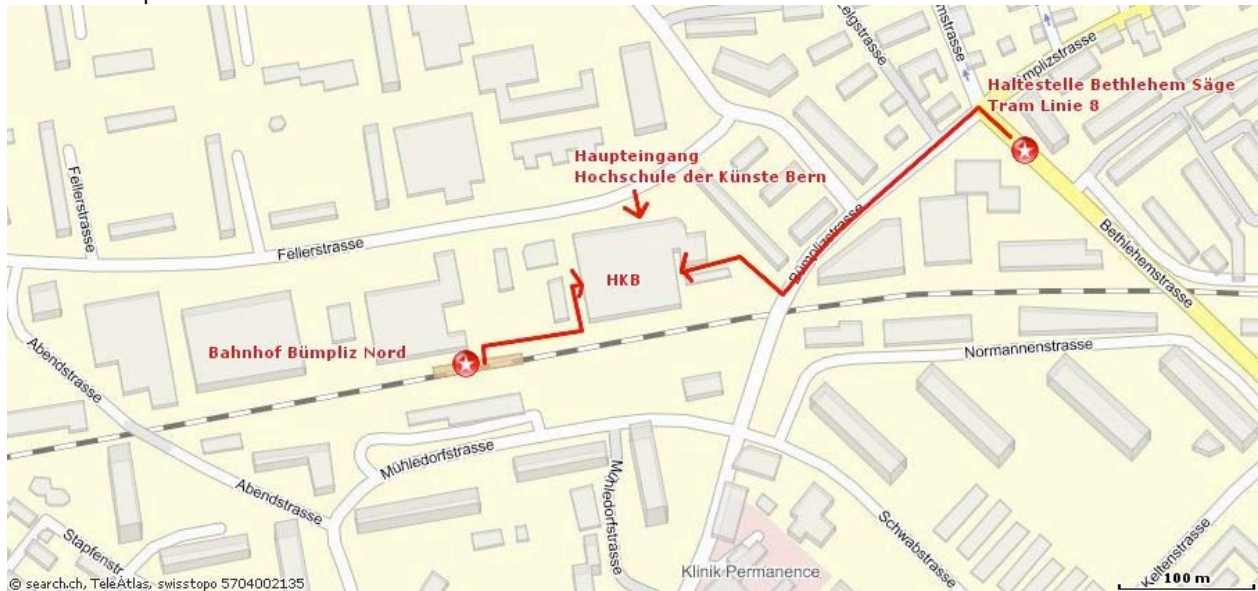 Bümplizstrasse
Haltestelle Bethlehem Säge
Tram Linie 8
Haupteingang
Hochschule der Künste Bern
Fellerstrasse
Fellerstrasse
Bümplizstrasse
Bethlehemstrasse
HKB
Bahnhof Bümpliz Nord
Abendstrasse
Normannenstrasse
Mühledorfstrasse
Mühledorfstrasse
Abendstrasse
Schwabstrasse
Stapfenstr.
Klinik Permanence
Keltenstrasse
100 m
© search.ch, TeleAtlas, swisstopo 5704002135